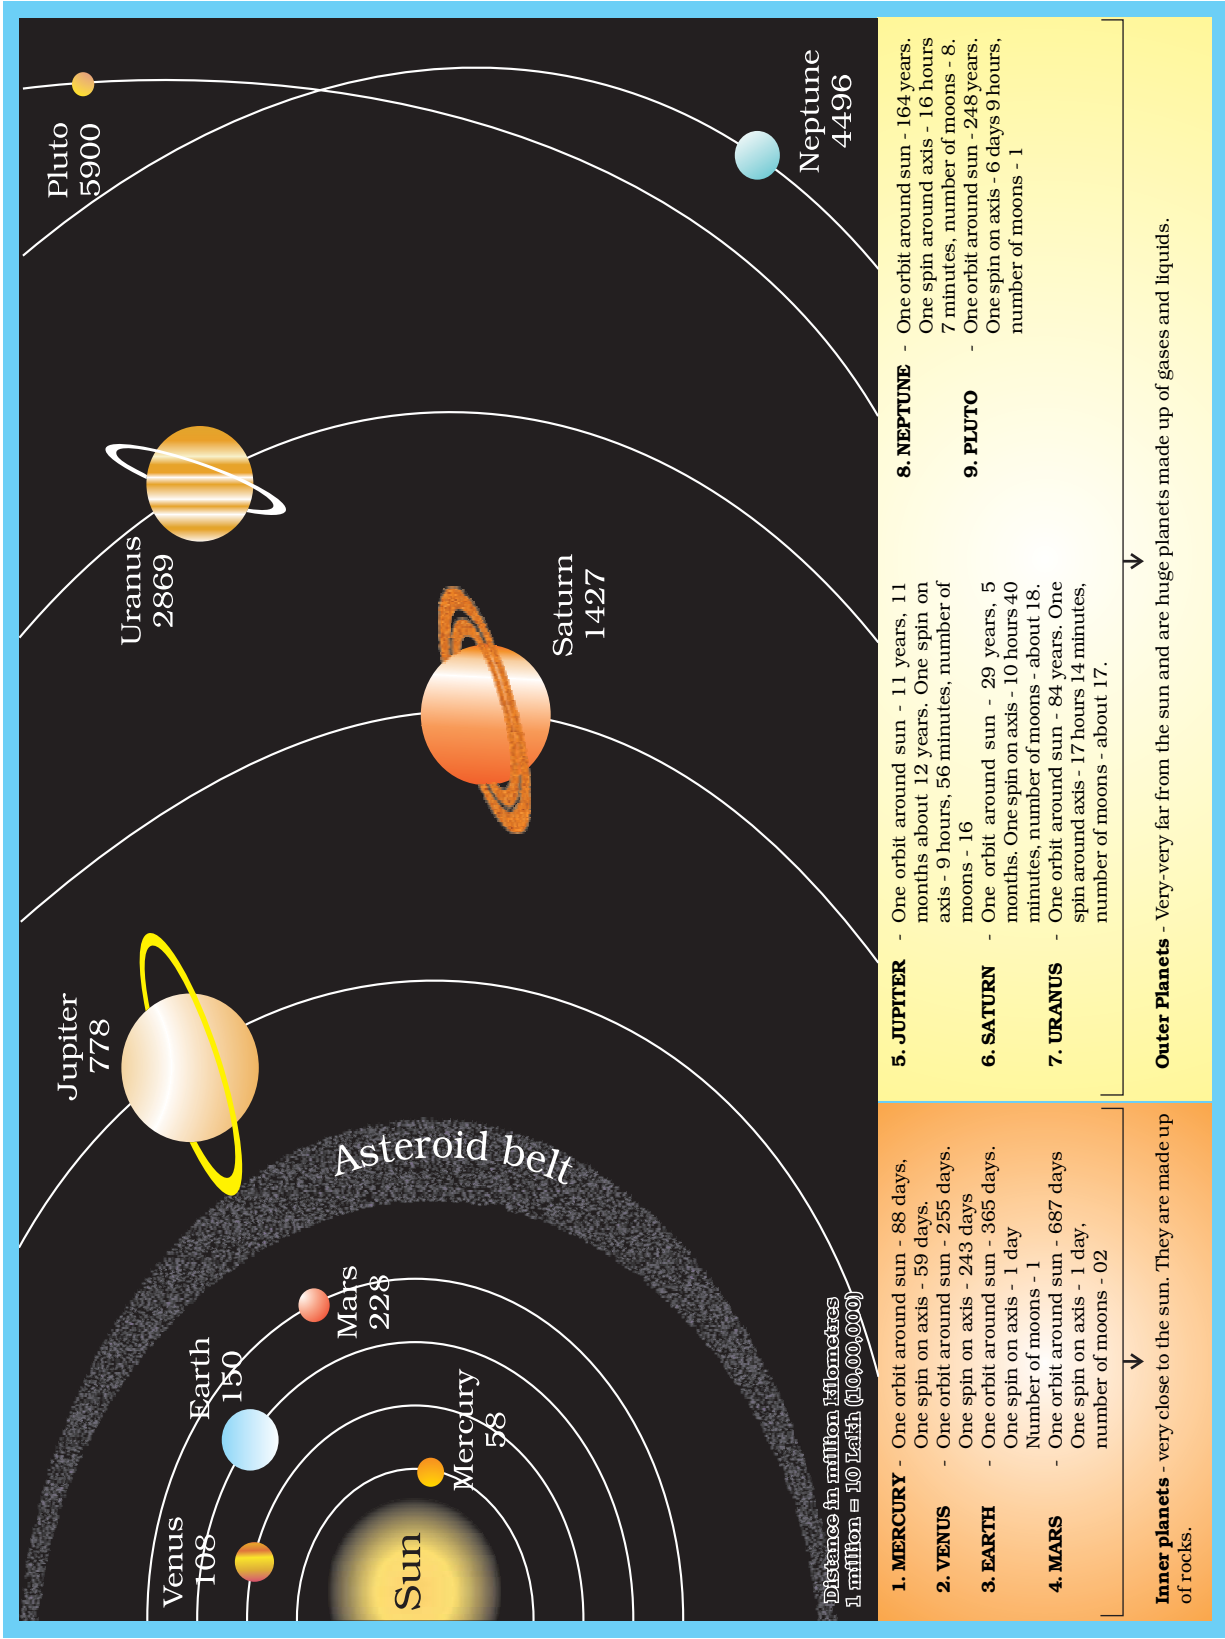 Sun
Mercury
58
Venus
108
Earth
150
Mars
228
Asteroid belt
Jupiter
778
Saturn
1427
Uranus
2869
Neptune
4496
Pluto
5900
Distance in million kilometres
1 million = 10 Lakh (10,00,000)
1. MERCURY - One orbit around sun - 88 days,
One spin on axis - 59 days.
2. VENUS - One orbit around sun - 255 days.
One spin on axis - 243 days
3. EARTH - One orbit around sun - 365 days.
One spin on axis - 1 day
Number of moons - 1
4. MARS - One orbit around sun - 687 days
One spin on axis - 1 day,
number of moons - 02
Inner planets - very close to the sun. They are made up
of rocks.
5. JUPITER - One orbit around sun - 11 years, 11
months about 12 years. One spin on
axis - 9 hours, 56 minutes, number of
moons - 16
6. SATURN - One orbit around sun - 29 years, 5
months. One spin on axis - 10 hours 40
minutes, number of moons - about 18.
7. URANUS - One orbit around sun - 84 years. One
spin around axis - 17 hours 14 minutes,
number of moons - about 17.
8. NEPTUNE - One orbit around sun - 164 years.
One spin around axis - 16 hours
7 minutes, number of moons - 8.
9. PLUTO - One orbit around sun - 248 years.
One spin on axis - 6 days 9 hours,
number of moons - 1
Outer Planets - Very-very far from the sun and are huge planets made up of gases and liquids.